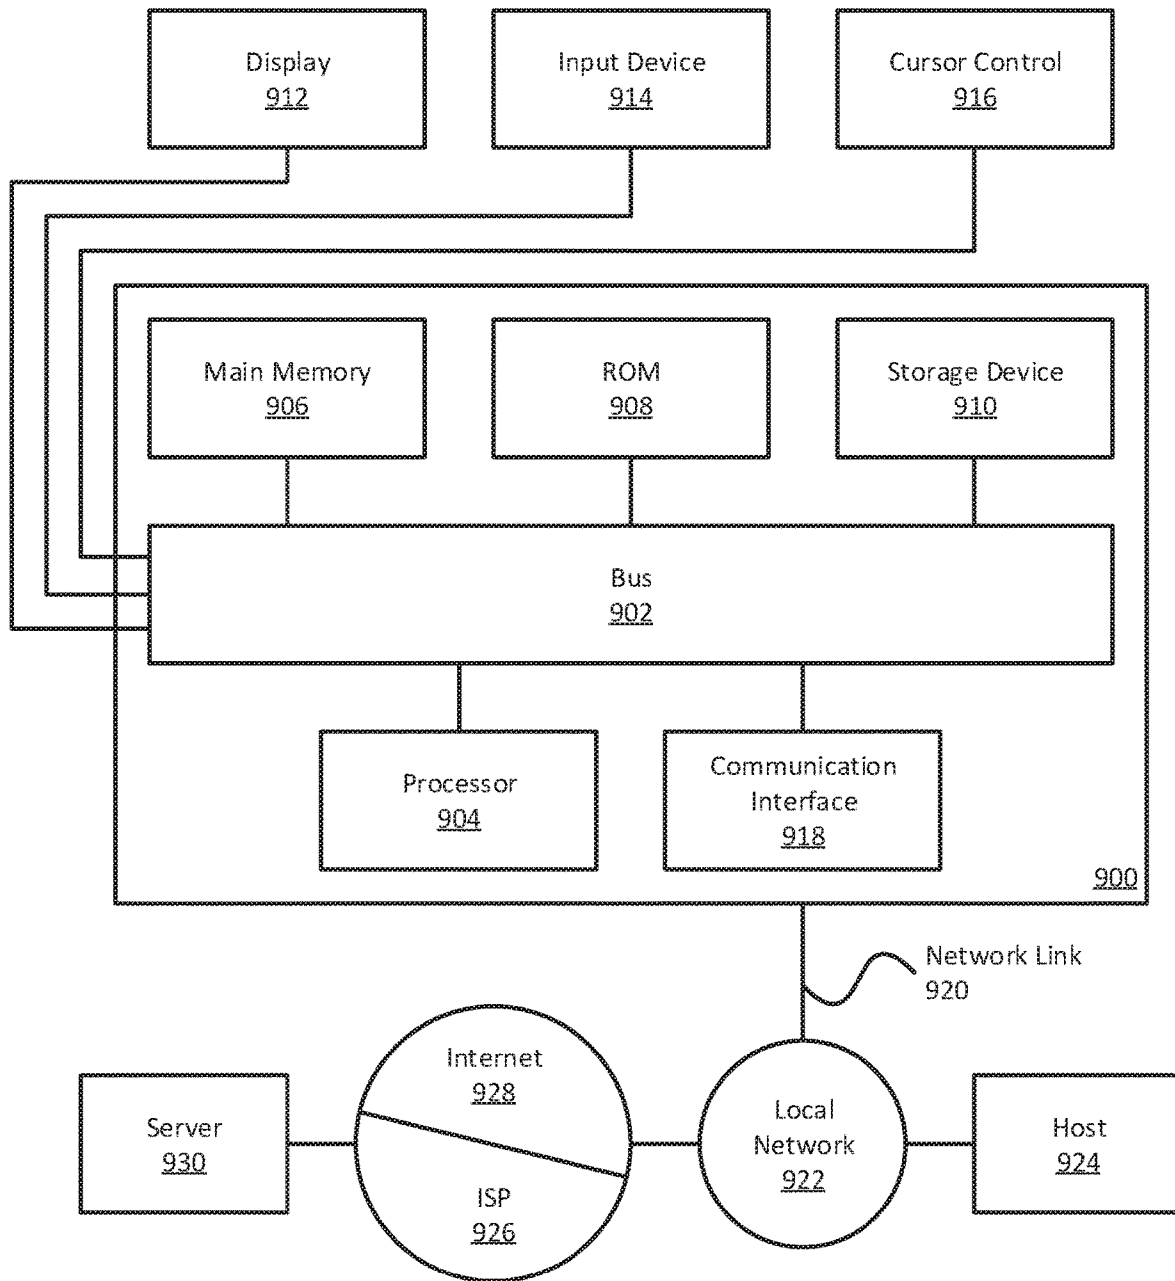 Display
912
Input Device
914
Cursor Control
916
Main Memory
906
ROM
908
Storage Device
910
Bus
902
Processor
904
Communication
Interface
918
900
Network Link
920
Internet
928
ISP
926
Server
930
Local
Network
922
Host
924